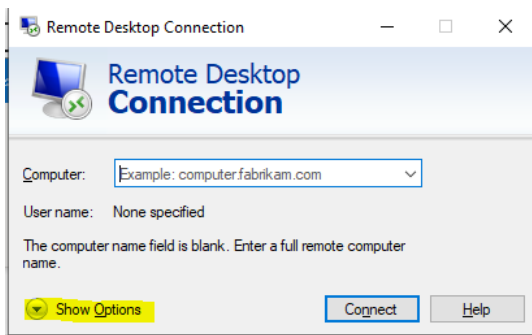 Remote Desktop Connection
Remote Desktop
Connection
Computer: Example: computer.fabrikam.com
User name: None specified
The computer name field is blank. Enter a full remote computer
name.
Show Options Connect Help